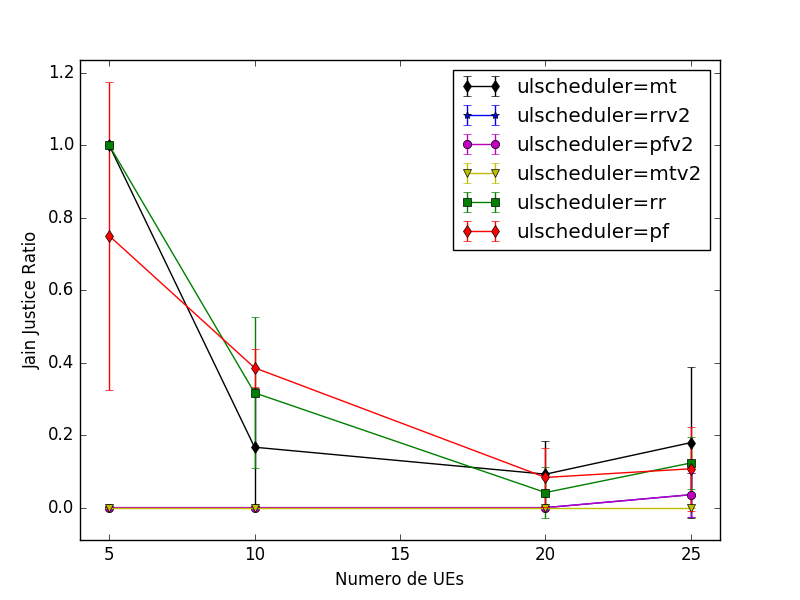 1.2
1.0
0.8
0.6
0.4
0.2
0.0
Jain Justice Ratio
ulscheduler=mt
ulscheduler=rrv2
ulscheduler=pfv2
ulscheduler=mtv2
ulscheduler=rr
ulscheduler=pf
5 10 15 20 25
Numero de UEs